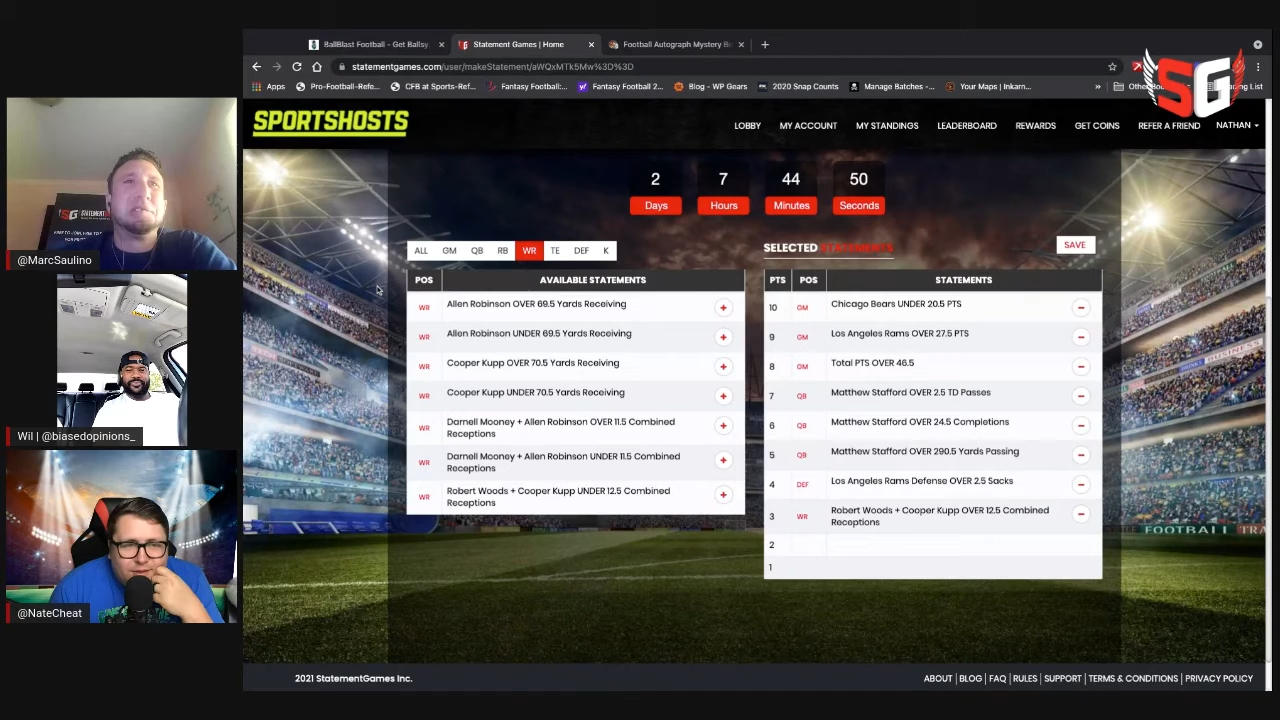 BallBlast Football - Get Ballsy
Statement Games | Home
Football Autograph Mystery B
statementgames.com/user/makeStatement/aWQxMTk5Mw%3D%3D
Apps
Pro-Football-Refe...
CFB at Sports-Ref...
Fantasy Football:...
Fantasy Football 2...
Blog - WP Gears
2020 Snap Counts
Manage Batches -...
Your Maps | Inkarn...
SG
SPORTSHOSTS
LOBBY
MY ACCOUNT
MY STANDINGS
LEADERBOARD
REWARDS
GET COINS
REFER A FRIEND
NATHAN
2 7 44 50
Days Hours Minutes Seconds
ALL GM QB RB WR TE DEF K
POS AVAILABLE STATEMENTS
WR Allen Robinson OVER 69.5 Yards Receiving
WR Allen Robinson UNDER 69.5 Yards Receiving
WR Cooper Kupp OVER 70.5 Yards Receiving
WR Cooper Kupp UNDER 70.5 Yards Receiving
WR Darnell Mooney + Allen Robinson OVER 11.5 Combined
Receptions
WR Darnell Mooney + Allen Robinson UNDER 11.5 Combined
Receptions
WR Robert Woods + Cooper Kupp UNDER 12.5 Combined
Receptions
SELECTED STATEMENTS
SAVE
PTS POS STATEMENTS
10 GM Chicago Bears UNDER 20.5 PTS
9 GM Los Angeles Rams OVER 27.5 PTS
8 GM Total PTS OVER 46.5
7 QB Matthew Stafford OVER 2.5 TD Passes
6 QB Matthew Stafford OVER 24.5 Completions
5 QB Matthew Stafford OVER 290.5 Yards Passing
4 DEF Los Angeles Rams Defense OVER 2.5 Sacks
3 WR Robert Woods + Cooper Kupp OVER 12.5 Combined
Receptions
2
1
FOOTBALL
2021 StatementGames Inc.
ABOUT | BLOG | FAQ | RULES | SUPPORT | TERMS & CONDITIONS | PRIVACY POLICY
@MarcSaulino
Wil | @biasedopinions_
@NateCheat